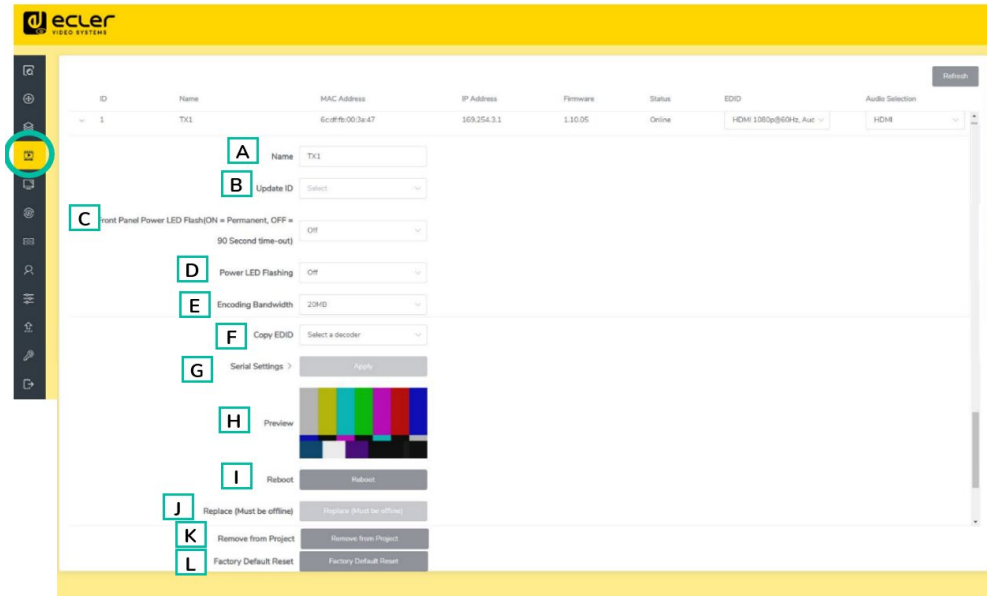 ecler
VIDEO SYSTEMS
Refresh
ID Name MAC Address IP Address Firmware Status EDID Audio Selection
1 TX1 6c:df:fb:00:3a:47 169.254.3.1 1.10.05 Online HDMI 1080p@60Hz, Auc HDMI
A Name TX1
B Update ID Select
C Front Panel Power LED Flash(ON = Permanent, OFF =
90 Second time-out) Off
D Power LED Flashing Off
E Encoding Bandwidth 20MB
F Copy EDID Select a decoder
G Serial Settings > Apply
H Preview
I Reboot Reboot
J Replace (Must be offline) Replace (Must be offline)
K Remove from Project Remove from Project
L Factory Default Reset Factory Default Reset